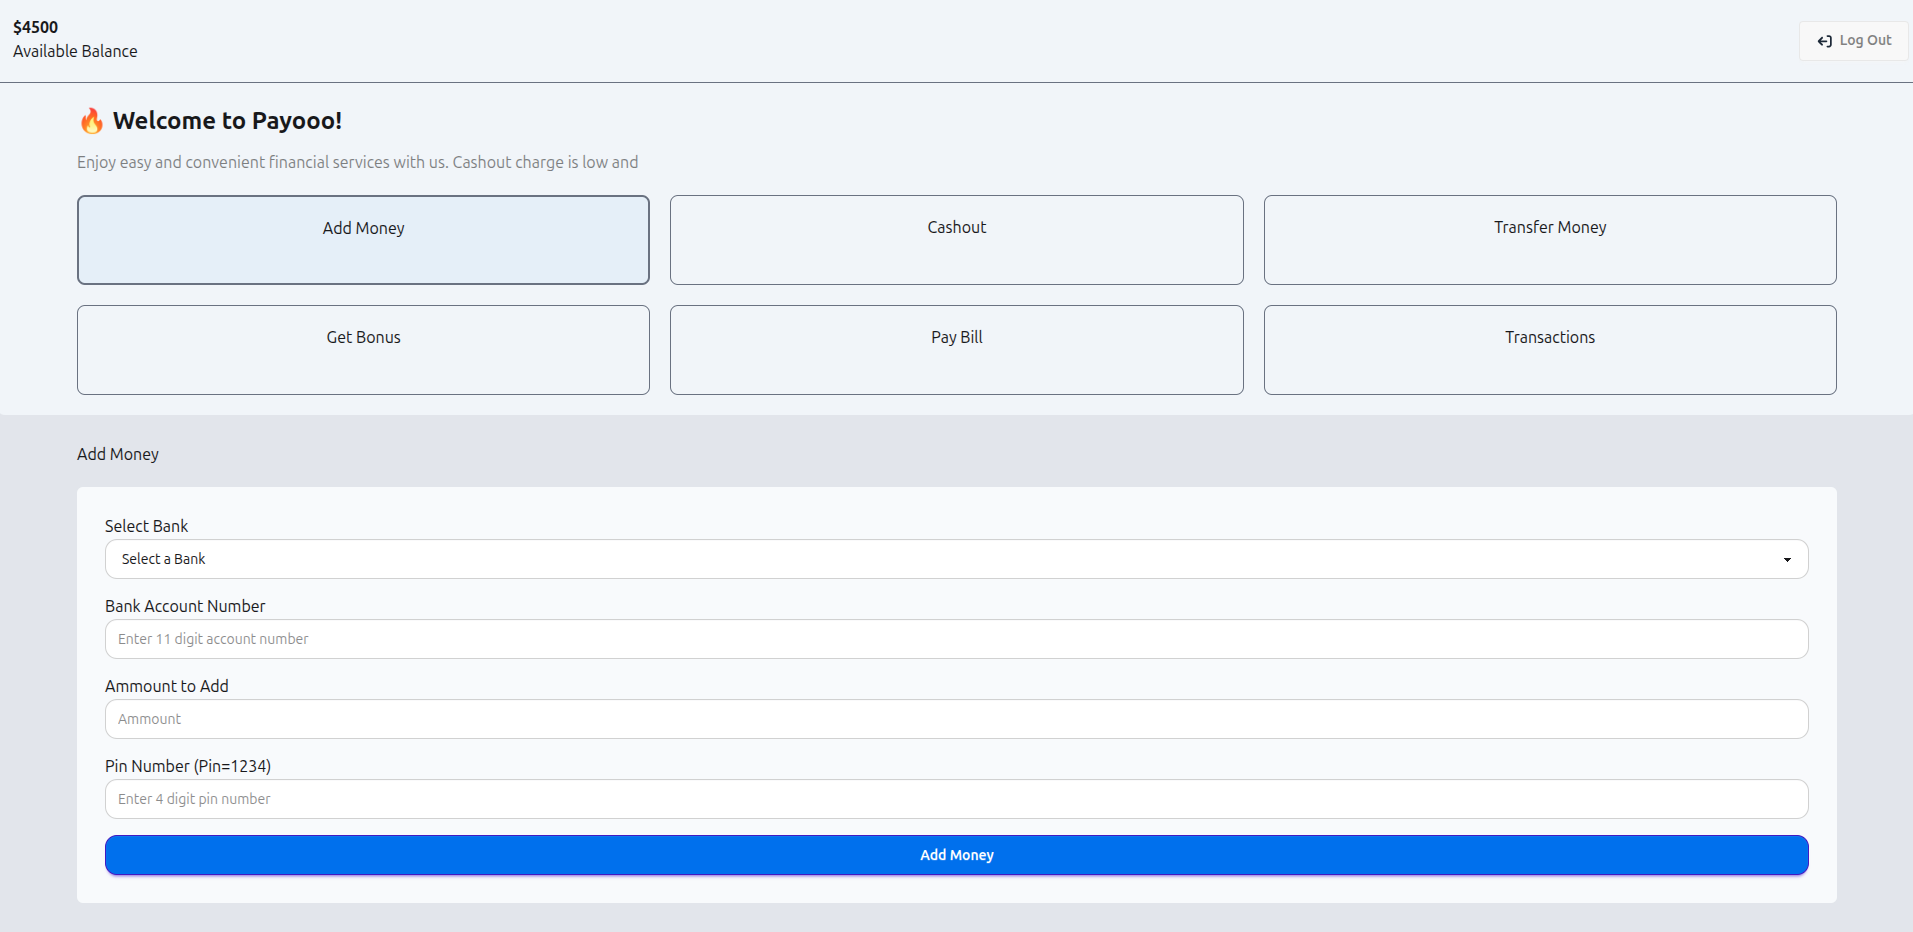 $4500
Available Balance
Log Out
🔥 Welcome to Payooo!
Enjoy easy and convenient financial services with us. Cashout charge is low and
Add Money
Cashout
Transfer Money
Get Bonus
Pay Bill
Transactions
Add Money
Select Bank
Select a Bank
Bank Account Number
Enter 11 digit account number
Ammount to Add
Ammount
Pin Number (Pin=1234)
Enter 4 digit pin number
Add Money